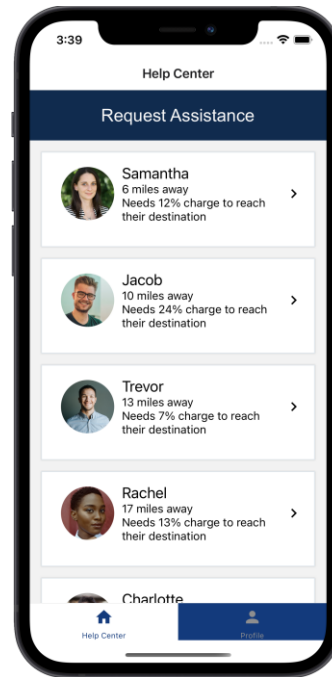 3:39
Help Center
Request Assistance
Samantha
6 miles away
Needs 12% charge to reach
their destination
Jacob
10 miles away
Needs 24% charge to reach
their destination
Trevor
13 miles away
Needs 7% charge to reach
their destination
Rachel
17 miles away
Needs 13% charge to reach
their destination
Charlotte
Help Center
Profile